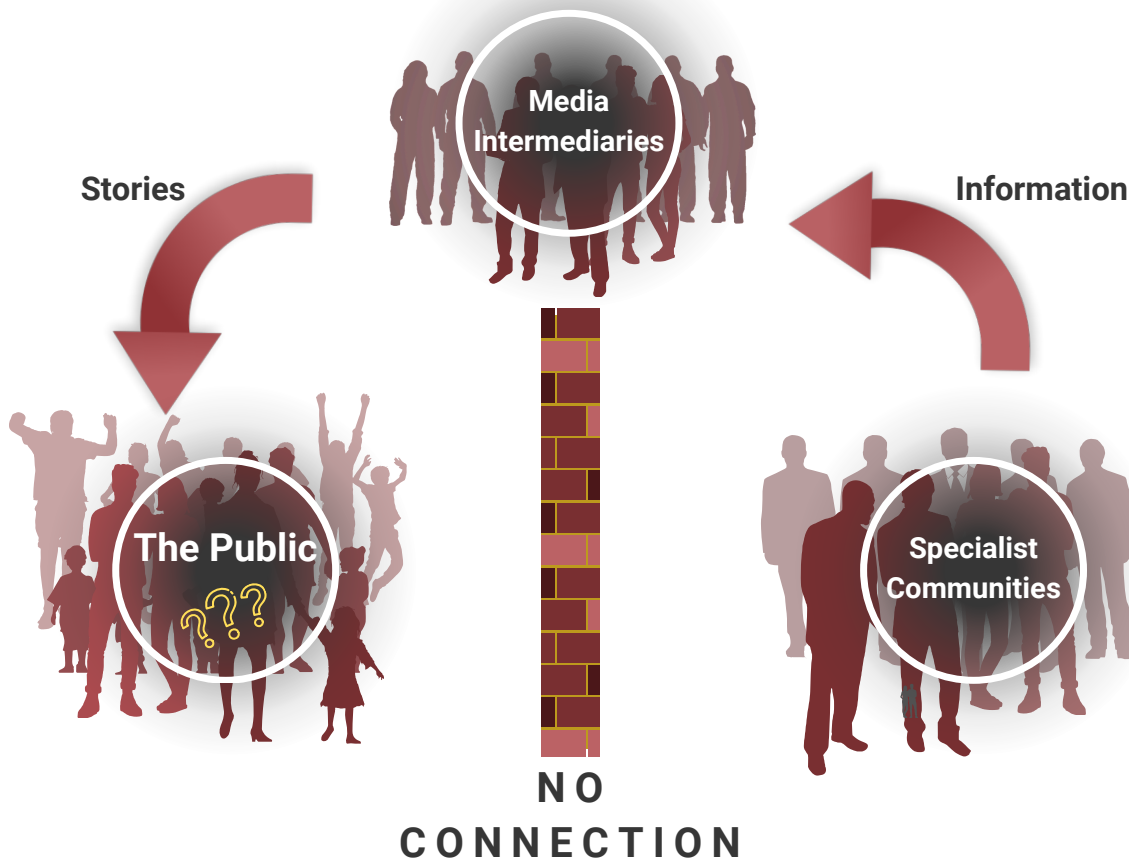 Media
Intermediaries
Stories
Information
The Public
???
Specialist
Communities
NO
CONNECTION